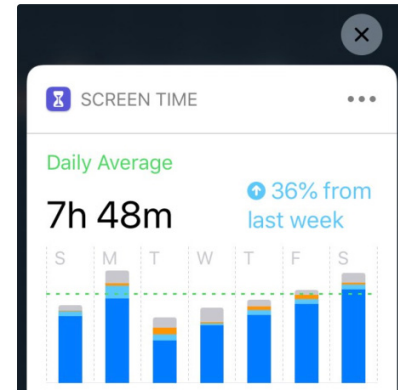 SCREEN TIME
Daily Average
7h 48m
36% from
last week
S M T W T F S